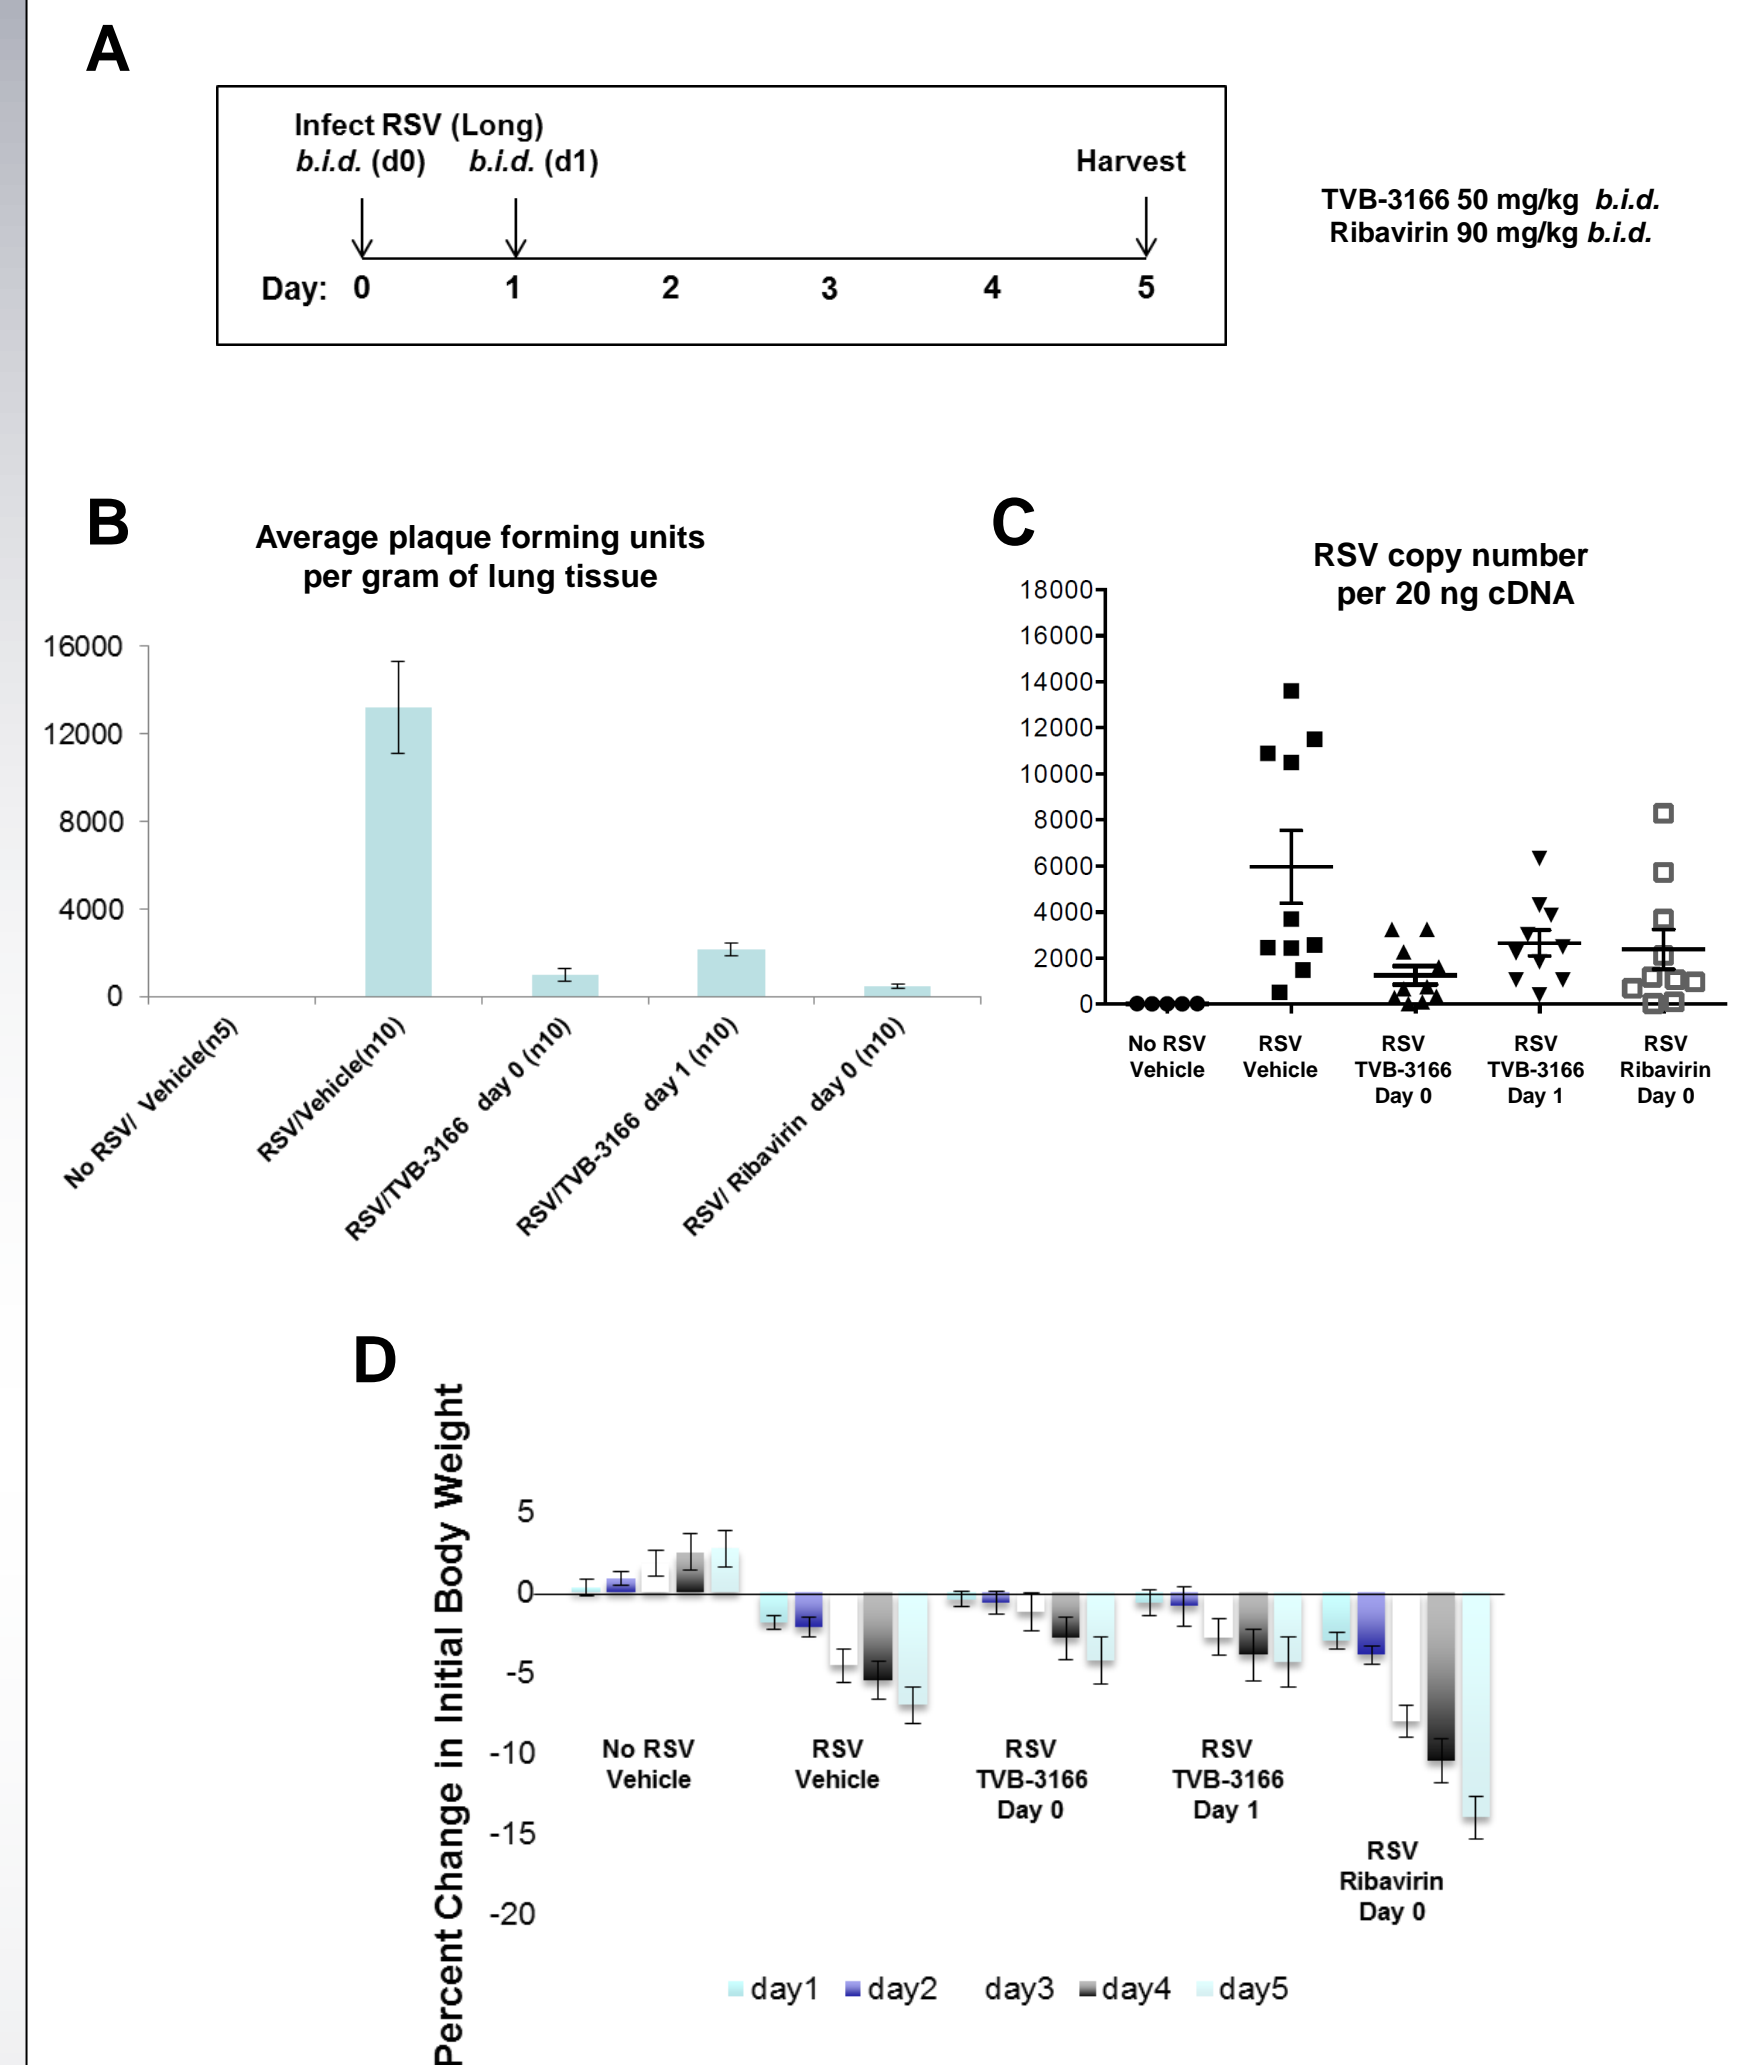 A
Infect RSV (Long)
b.i.d. (d0) b.i.d. (d1)
Harvest
Day: 0 1 2 3 4 5
TVB-3166 50 mg/kg b.i.d.
Ribavirin 90 mg/kg b.i.d.
B
Average plaque forming units
per gram of lung tissue
16000
12000
8000
4000
0
No RSV/ Vehicle(n5)
RSV/Vehicle(n10)
RSV/TVB-3166 day 0 (n10)
RSV/TVB-3166 day 1 (n10)
RSV/ Ribavirin day 0 (n10)
C
RSV copy number
per 20 ng cDNA
18000
16000
14000
12000
10000
8000
6000
4000
2000
0
No RSV
Vehicle
RSV
Vehicle
RSV
TVB-3166
Day 0
RSV
TVB-3166
Day 1
RSV
Ribavirin
Day 0
D
Percent Change in Initial Body Weight
5
0
-5
-10
-15
-20
No RSV
Vehicle
RSV
Vehicle
RSV
TVB-3166
Day 0
RSV
TVB-3166
Day 1
RSV
Ribavirin
Day 0
day1 day2 day3 day4 day5